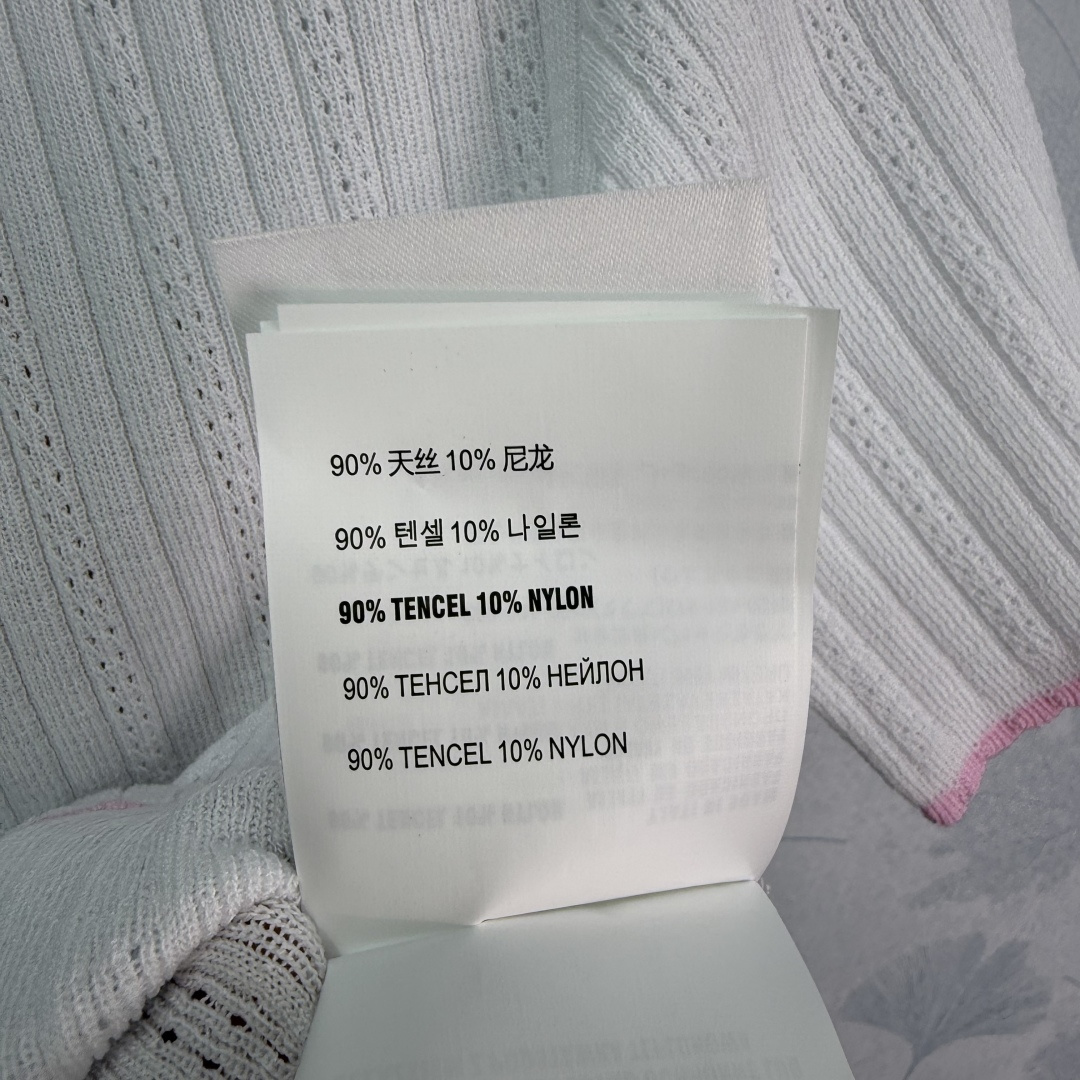 90% 天丝 10% 尼龙
90% 텐셀 10% 나일론
90% TENCEL 10% NYLON
90% ТЕНСЕЛ 10% НЕЙЛОН
90% TENCEL 10% NYLON